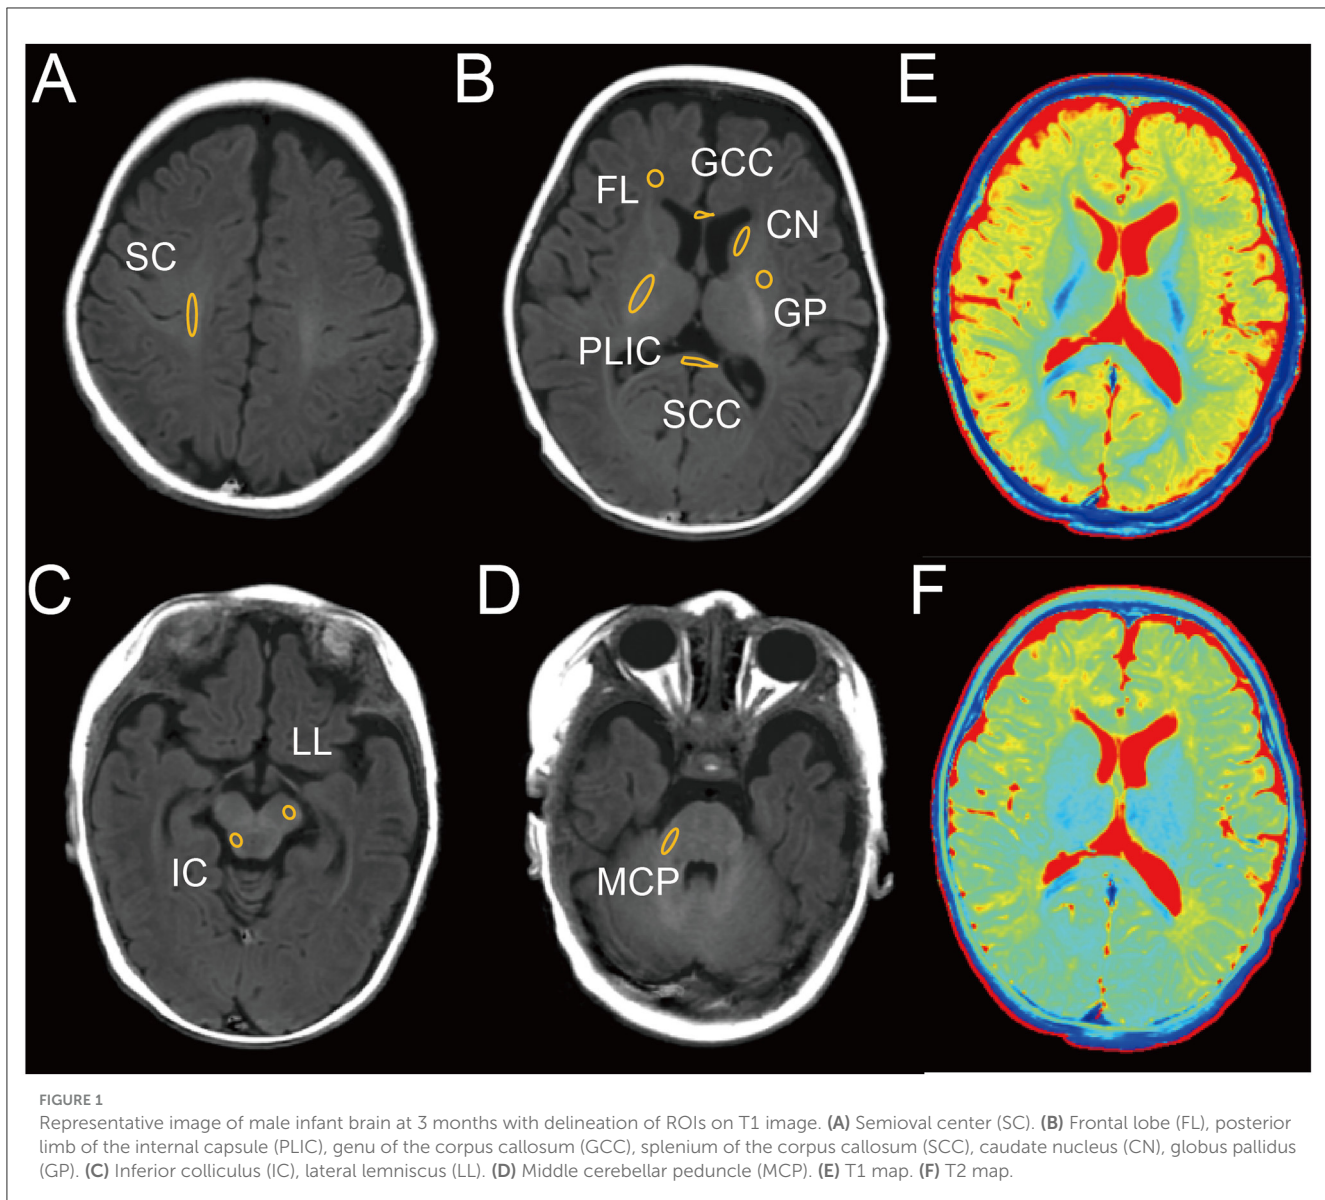 A
B
E
GCC
FL
CN
SC
GP
PLIC
SCC
C
D
F
LL
IC
MCP
FIGURE 1
Representative image of male infant brain at 3 months with delineation of ROIs on T1 image. (A) Semioval center (SC). (B) Frontal lobe (FL), posterior
limb of the internal capsule (PLIC), genu of the corpus callosum (GCC), splenium of the corpus callosum (SCC), caudate nucleus (CN), globus pallidus
(GP). (C) Inferior colliculus (IC), lateral lemniscus (LL). (D) Middle cerebellar peduncle (MCP). (E) T1 map. (F) T2 map.